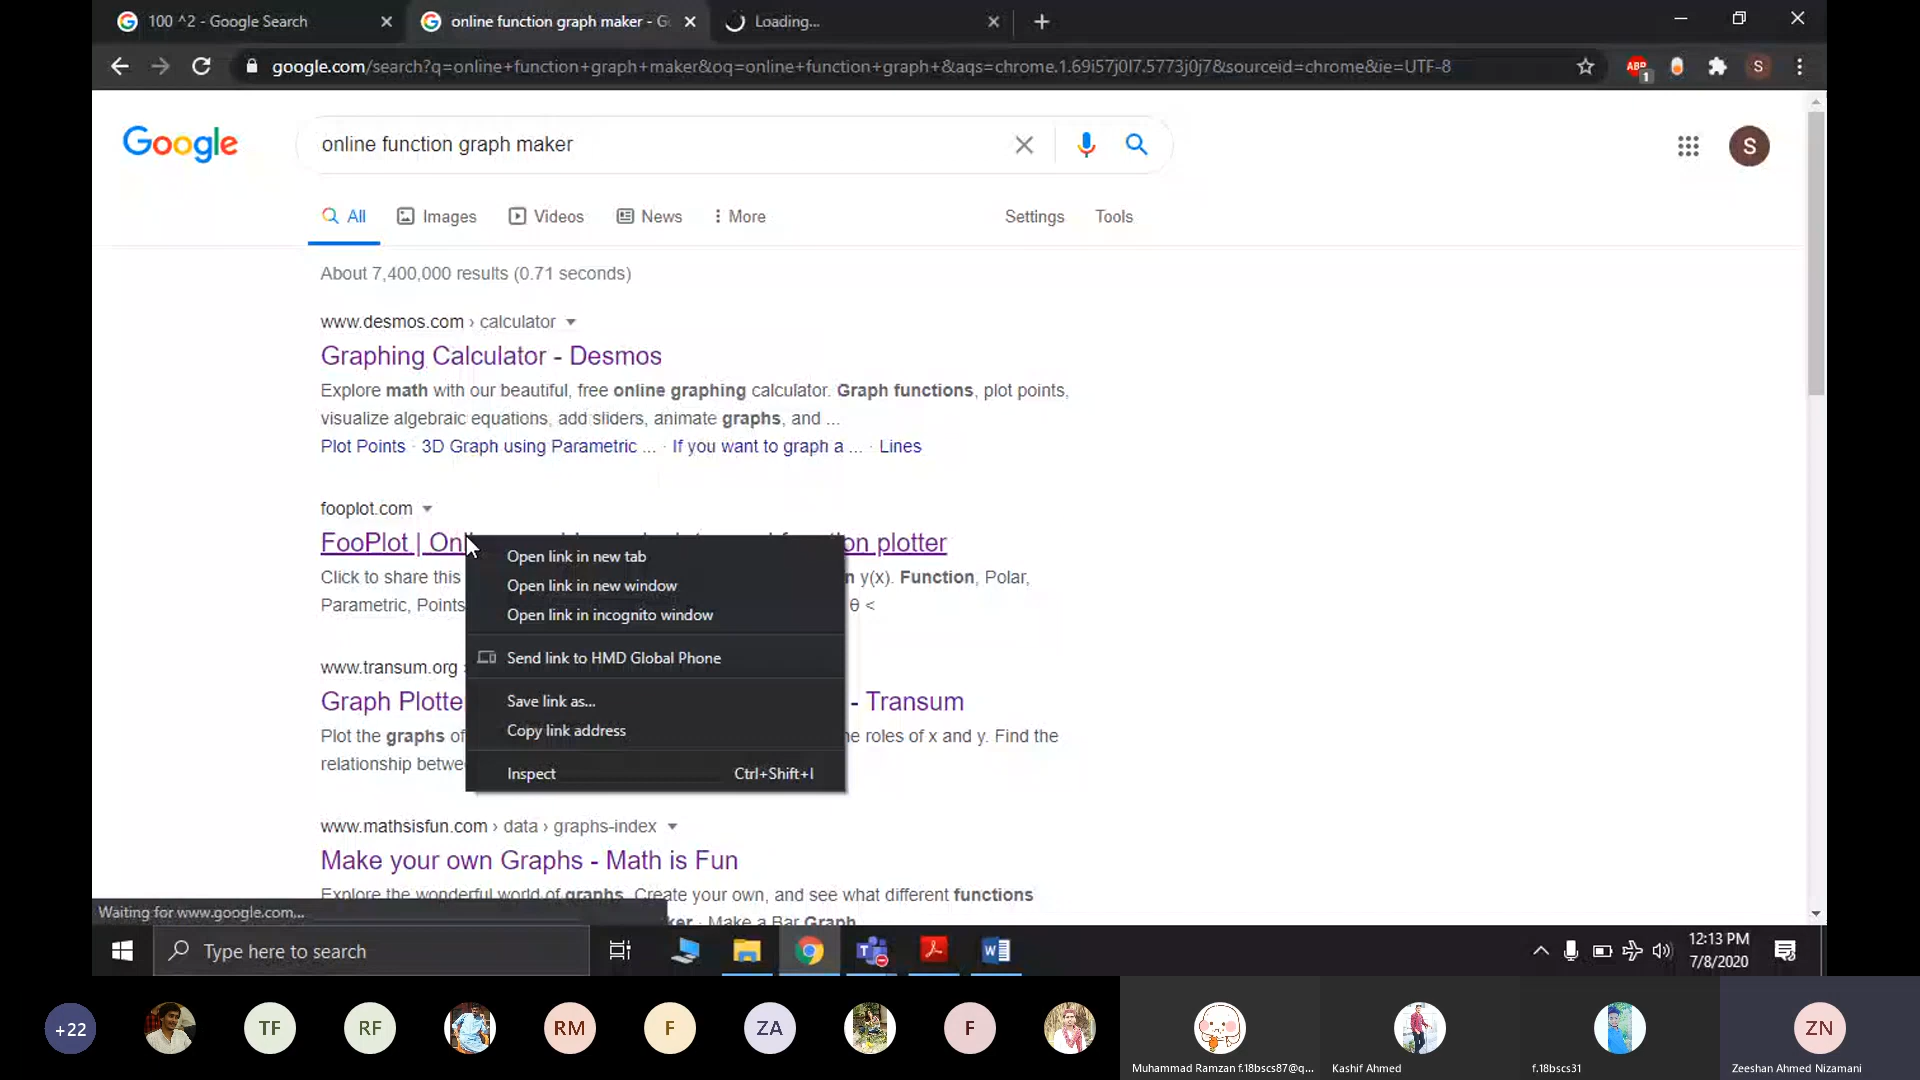 100 ^2 - Google Search
online function graph maker - G
Loading...
google.com/search?q=online+function+graph+maker&oq=online+function+graph+&aqs=chrome.1.69i57j0l7.5773j0j7&sourceid=chrome&ie=UTF-8
ABP
1
S
Google
online function graph maker
S
All
Images
Videos
News
More
Settings
Tools
About 7,400,000 results (0.71 seconds)
www.desmos.com › calculator
Graphing Calculator - Desmos
Explore math with our beautiful, free online graphing calculator. Graph functions, plot points,
visualize algebraic equations, add sliders, animate graphs, and ...
Plot Points · 3D Graph using Parametric ... · If you want to graph a ... · Lines
fooplot.com
FooPlot | Onl on plotter
Click to share this n y(x). Function, Polar,
Parametric, Points θ <
Open link in new tab
Open link in new window
Open link in incognito window
Send link to HMD Global Phone
Save link as...
Copy link address
Inspect Ctrl+Shift+I
www.transum.org ›
Graph Plotte - Transum
Plot the graphs of he roles of x and y. Find the
relationship betwe
www.mathsisfun.com › data › graphs-index
Make your own Graphs - Math is Fun
Explore the wonderful world of graphs. Create your own, and see what different functions
ker · Make a Bar Graph
Waiting for www.google.com...
Type here to search
12:13 PM
7/8/2020
+22
TF
RF
RM
F
ZA
F
ZN
Muhammad Ramzan f.18bscs87@q...
Kashif Ahmed
f.18bscs31
Zeeshan Ahmed Nizamani